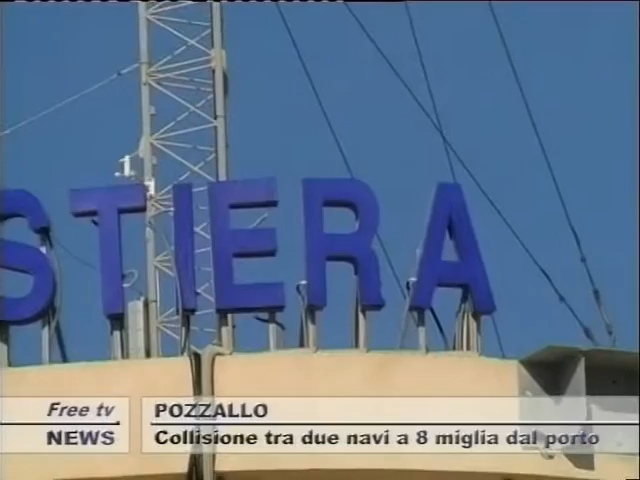 STIERA
Free tv
NEWS
POZZALLO
Collisione tra due navi a 8 miglia dal porto